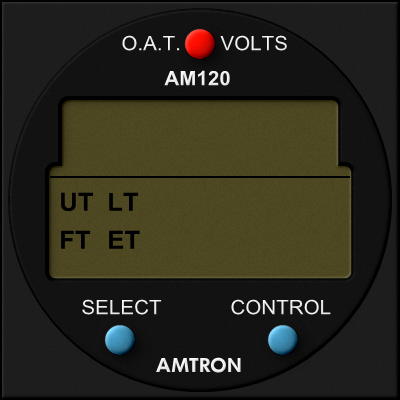 O.A.T. VOLTS
AM120
UT LT
FT ET
SELECT CONTROL
AMTRON